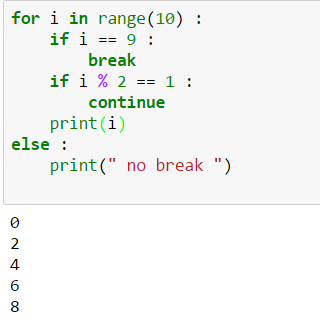 for i in range(10) :
    if i == 9 :
        break
    if i % 2 == 1 :
        continue
    print(i)
else :
    print(" no break ")
0
2
4
6
8